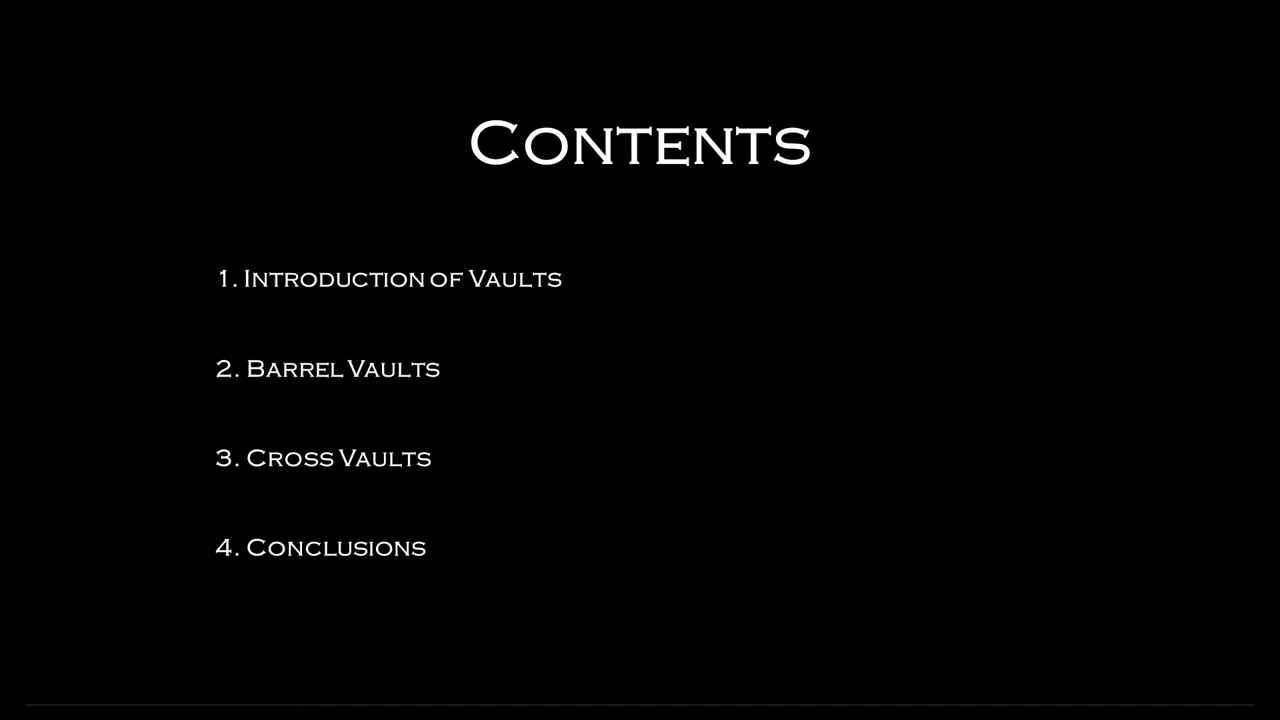 Contents
1. Introduction of Vaults
2. Barrel Vaults
3. Cross Vaults
4. Conclusions